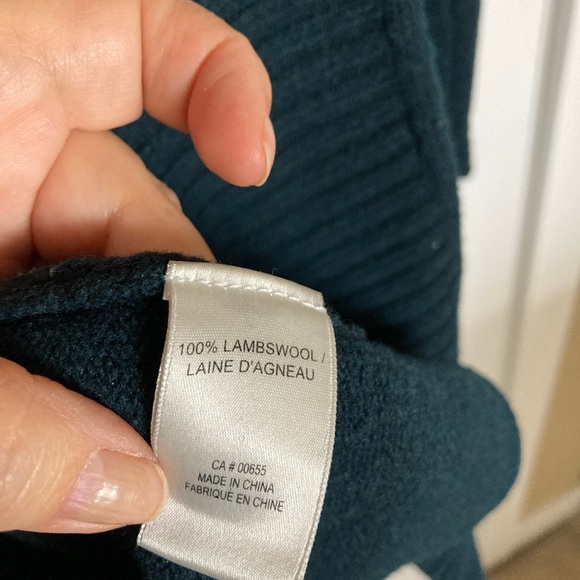 100% LAMBSWOOL /
LAINE D'AGNEAU
CA # 00655
MADE IN CHINA
FABRIQUÉ EN CHINE